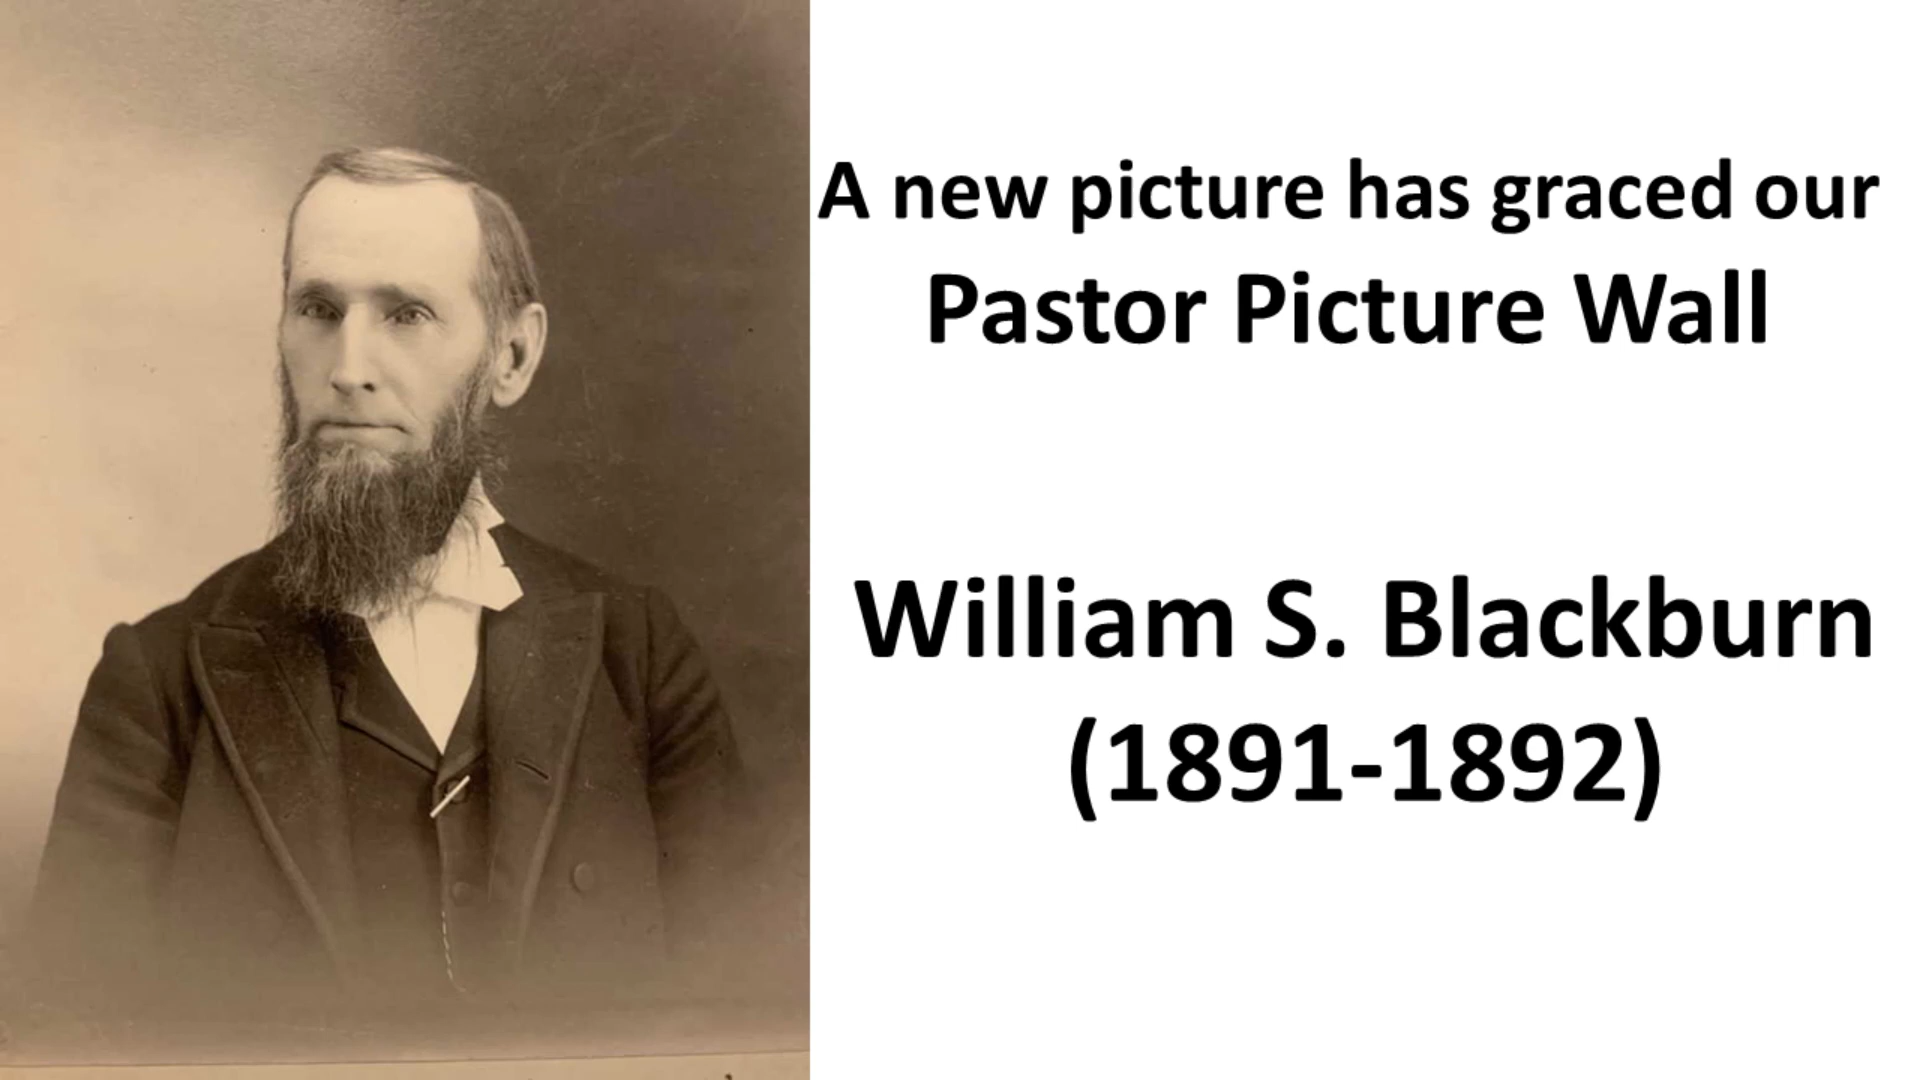 A new picture has graced our
Pastor Picture Wall
William S. Blackburn
(1891-1892)